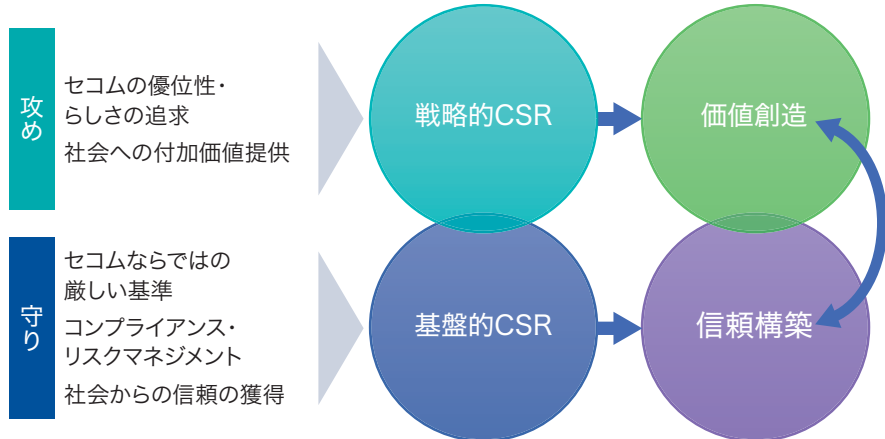 攻め
セコムの優位性・
らしさの追求
社会への付加価値提供
戦略的CSR
価値創造
守り
セコムならではの
厳しい基準
コンプライアンス・
リスクマネジメント
社会からの信頼の獲得
基盤的CSR
信頼構築